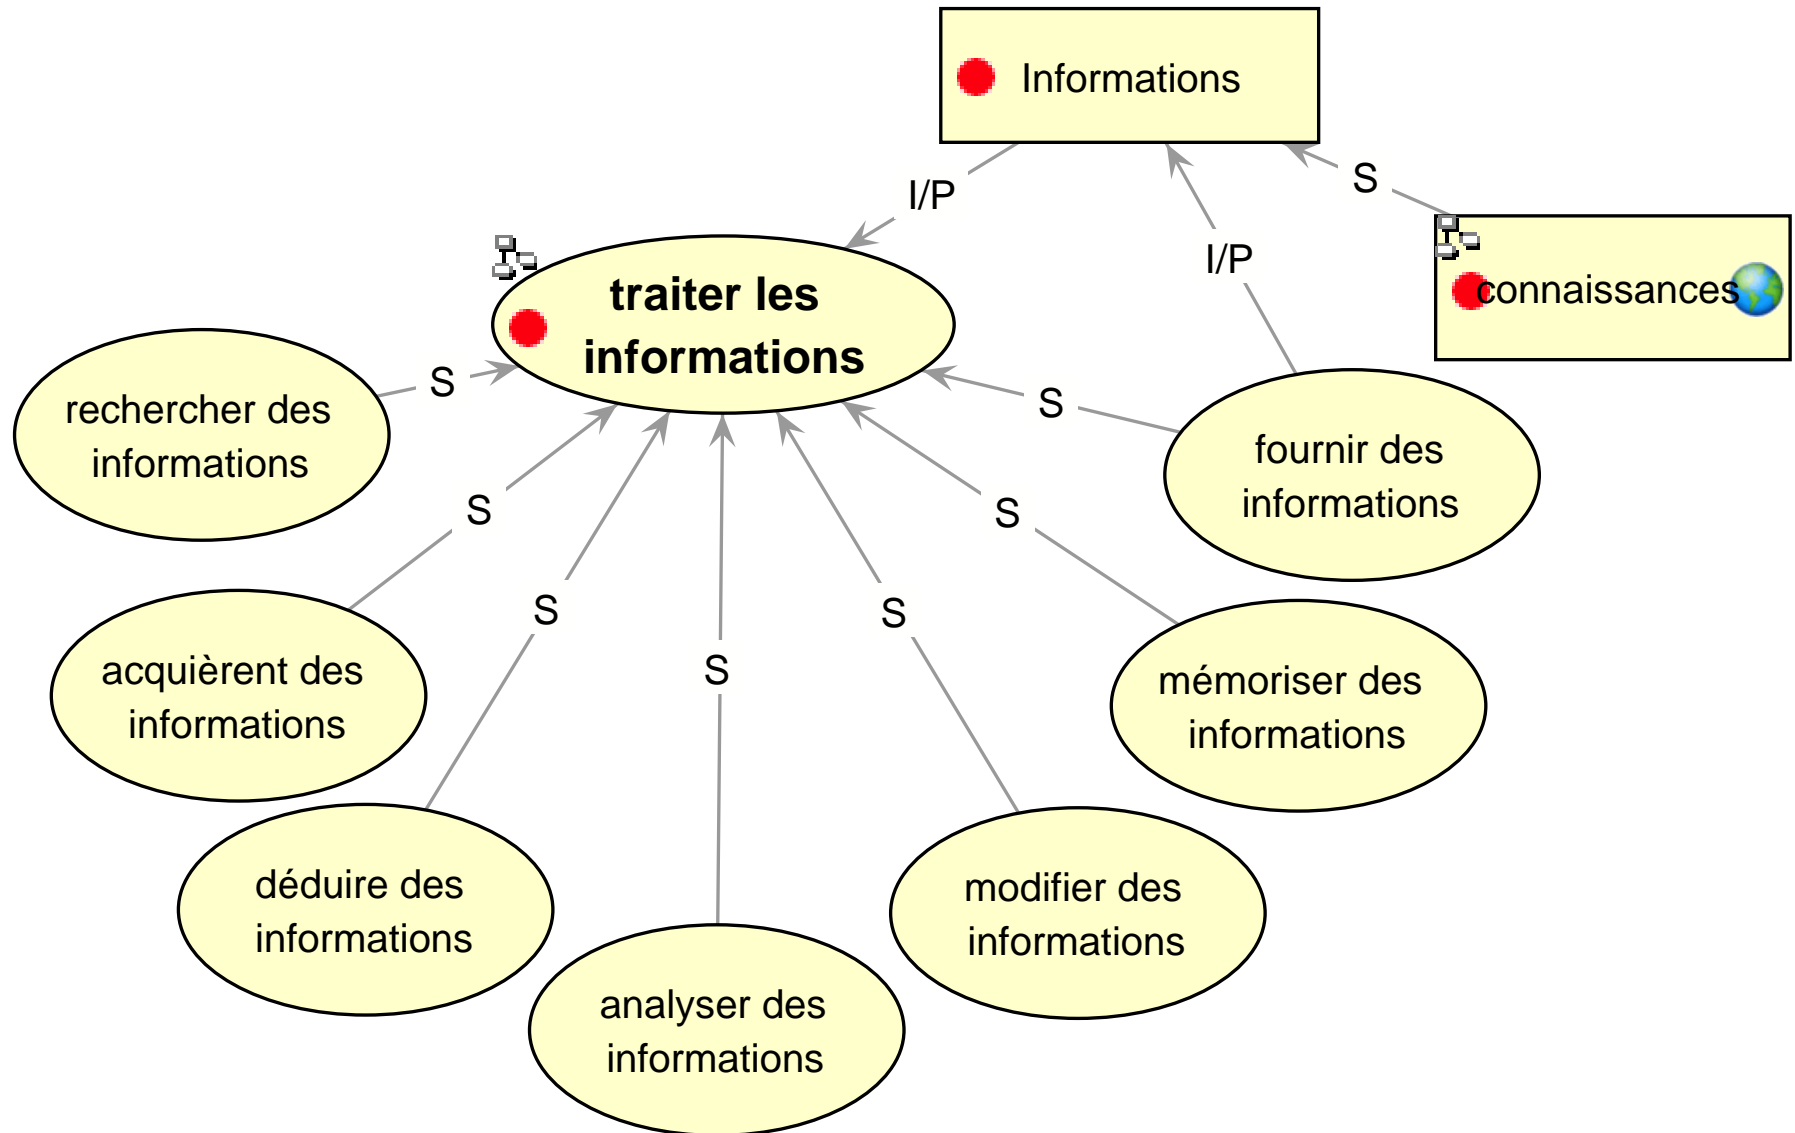 Informations
I/P
S
I/P
connaissances
traiter les
informations
S
rechercher des
informations
S
fournir des
informations
S
S
S
S
S
acquièrent des
informations
mémoriser des
informations
déduire des
informations
modifier des
informations
analyser des
informations